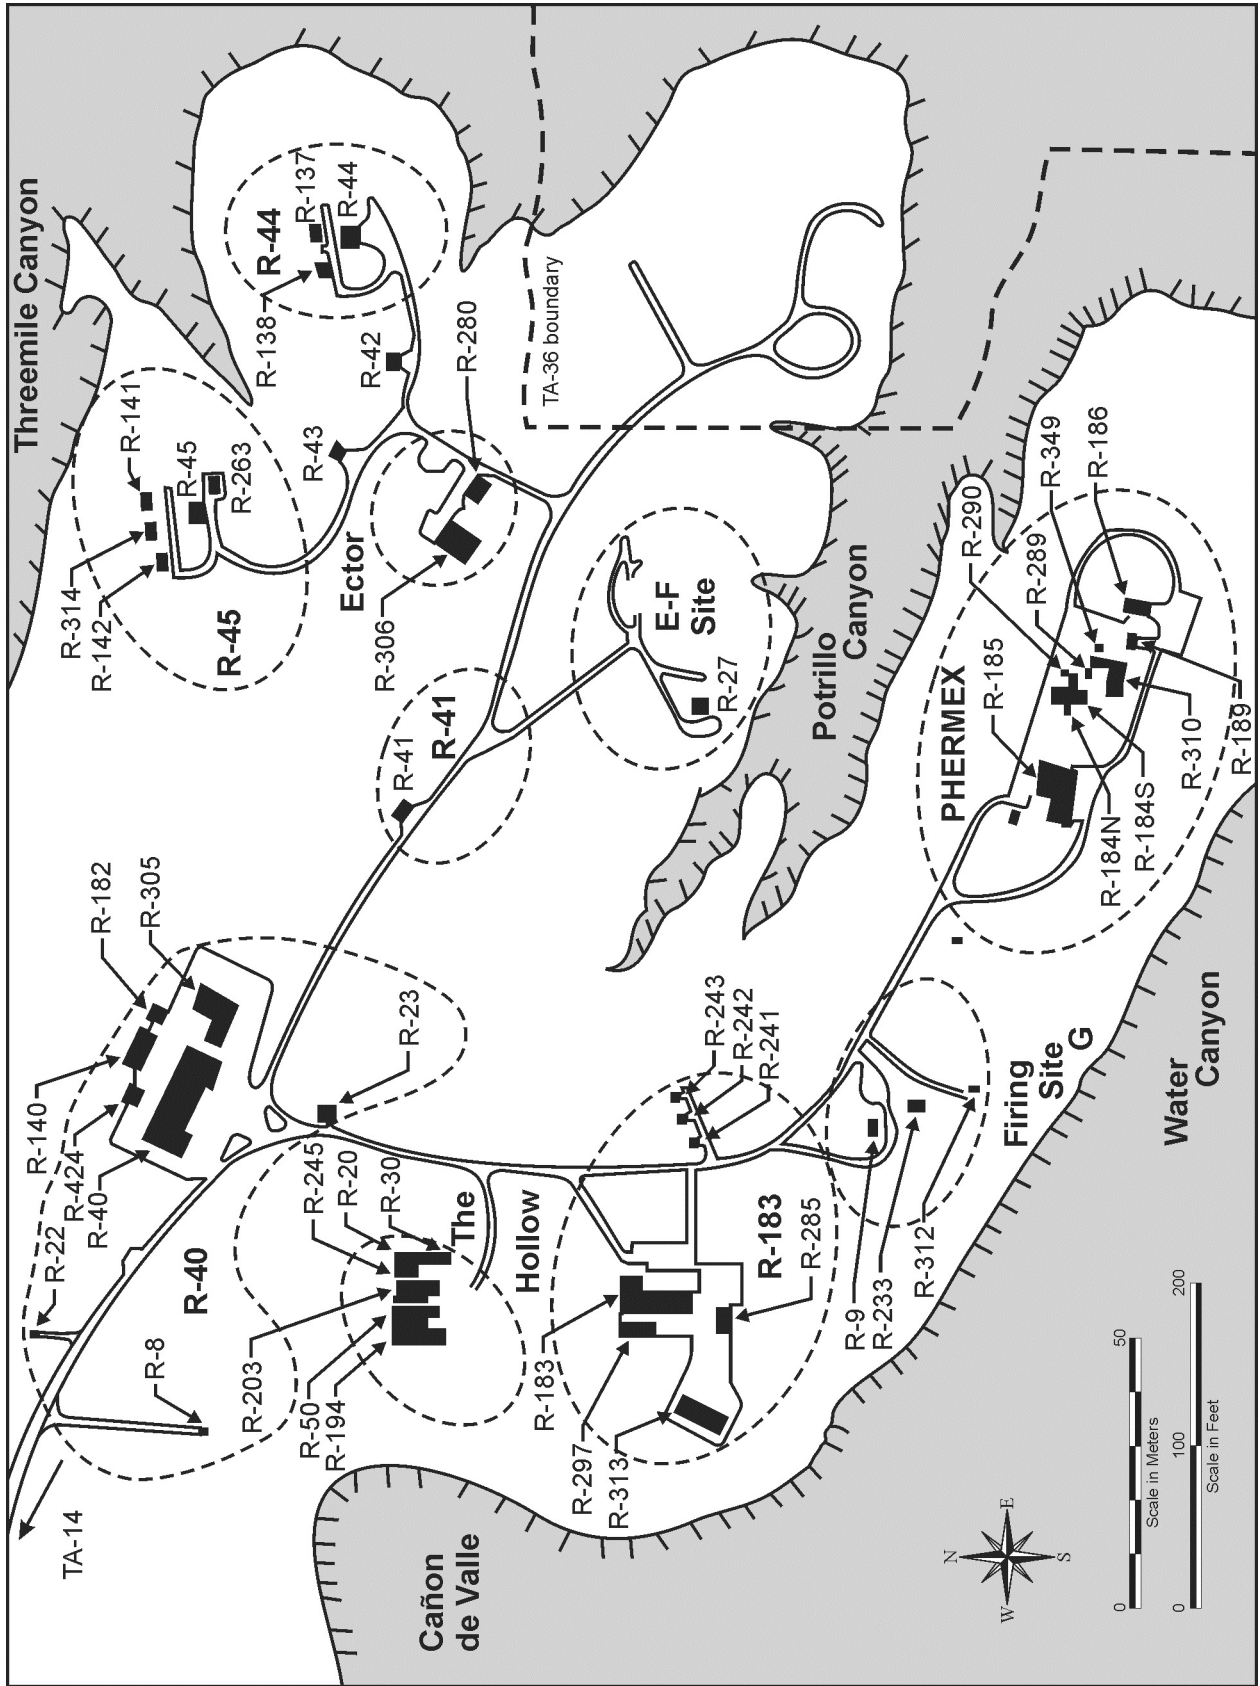 Threemile Canyon
R-44
R-137
R-44
R-138
R-42
R-280
TA-36 boundary
R-141
R-45
R-263
R-43
R-314
R-142
R-45
Ector
R-306
E-F
Site
R-27
R-41
R-41
Potrillo
Canyon
R-349
R-186
R-290
R-289
R-185
PHERMEX
R-189
R-310
R-184S
R-184N
R-182
R-305
R-23
R-140
R-424
R-40
R-22
R-40
R-8
TA-14
R-245
R-20
R-30
The
Hollow
R-203
R-50
R-194
R-243
R-242
R-241
R-183
R-285
R-183
R-297
R-313
R-9
R-233
R-312
Firing
Site
G
Water
Canyon
Cañon
de Valle
N
E
S
W
0
50
Scale in Meters
0
100
200
Scale in Feet